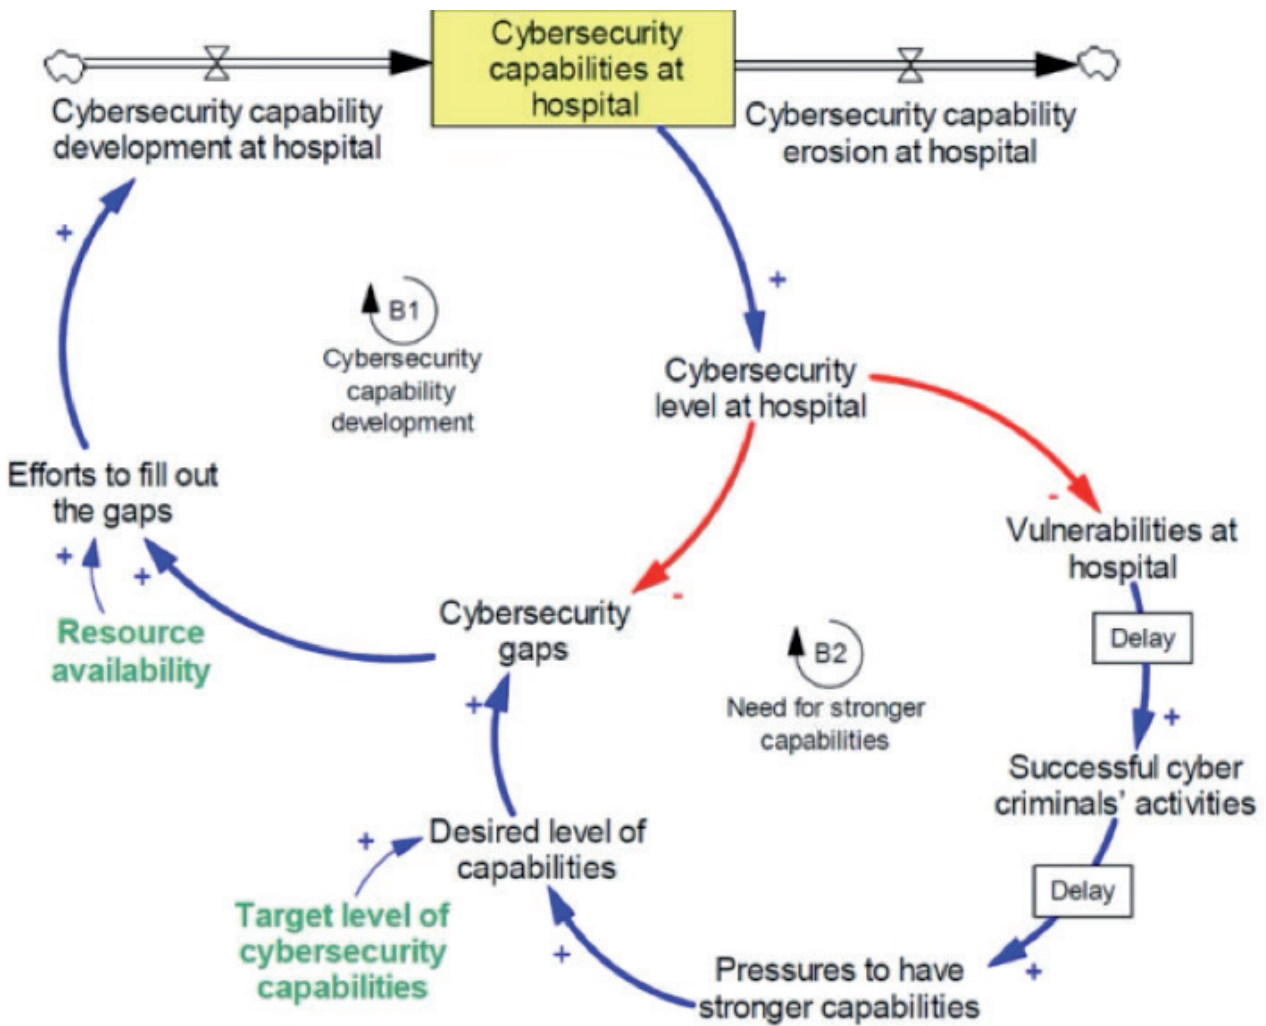 Cybersecurity
capabilities at
hospital
Cybersecurity capability
development at hospital
Cybersecurity capability
erosion at hospital
+
+
B1
Cybersecurity
capability
development
Cybersecurity
level at hospital
-
Efforts to fill out
the gaps
Vulnerabilities at
hospital
+
+
-
Resource
availability
Cybersecurity
gaps
Delay
B2
Need for stronger
capabilities
+
+
Successful cyber
criminals' activities
+
Desired level of
capabilities
Delay
Target level of
cybersecurity
capabilities
+
+
Pressures to have
stronger capabilities